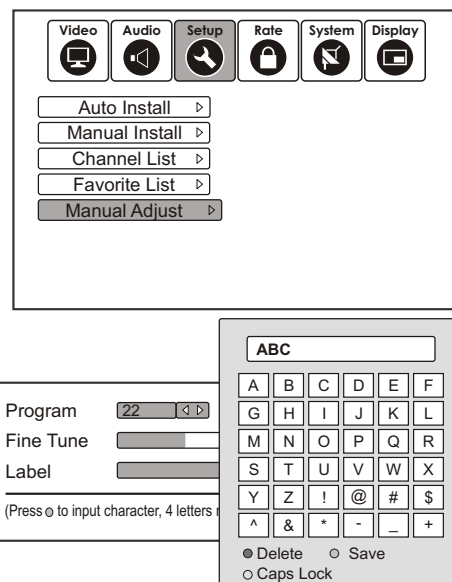 Video Audio Setup Rate System Display
Auto Install
Manual Install
Channel List
Favorite List
Manual Adjust
ABC
A B C D E F
G H I J K L
M N O P Q R
S T U V W X
Y Z ! @ # $
^ & * - _ +
Delete Save
Caps Lock
Program 22
Fine Tune
Label
(Press to input character, 4 letters